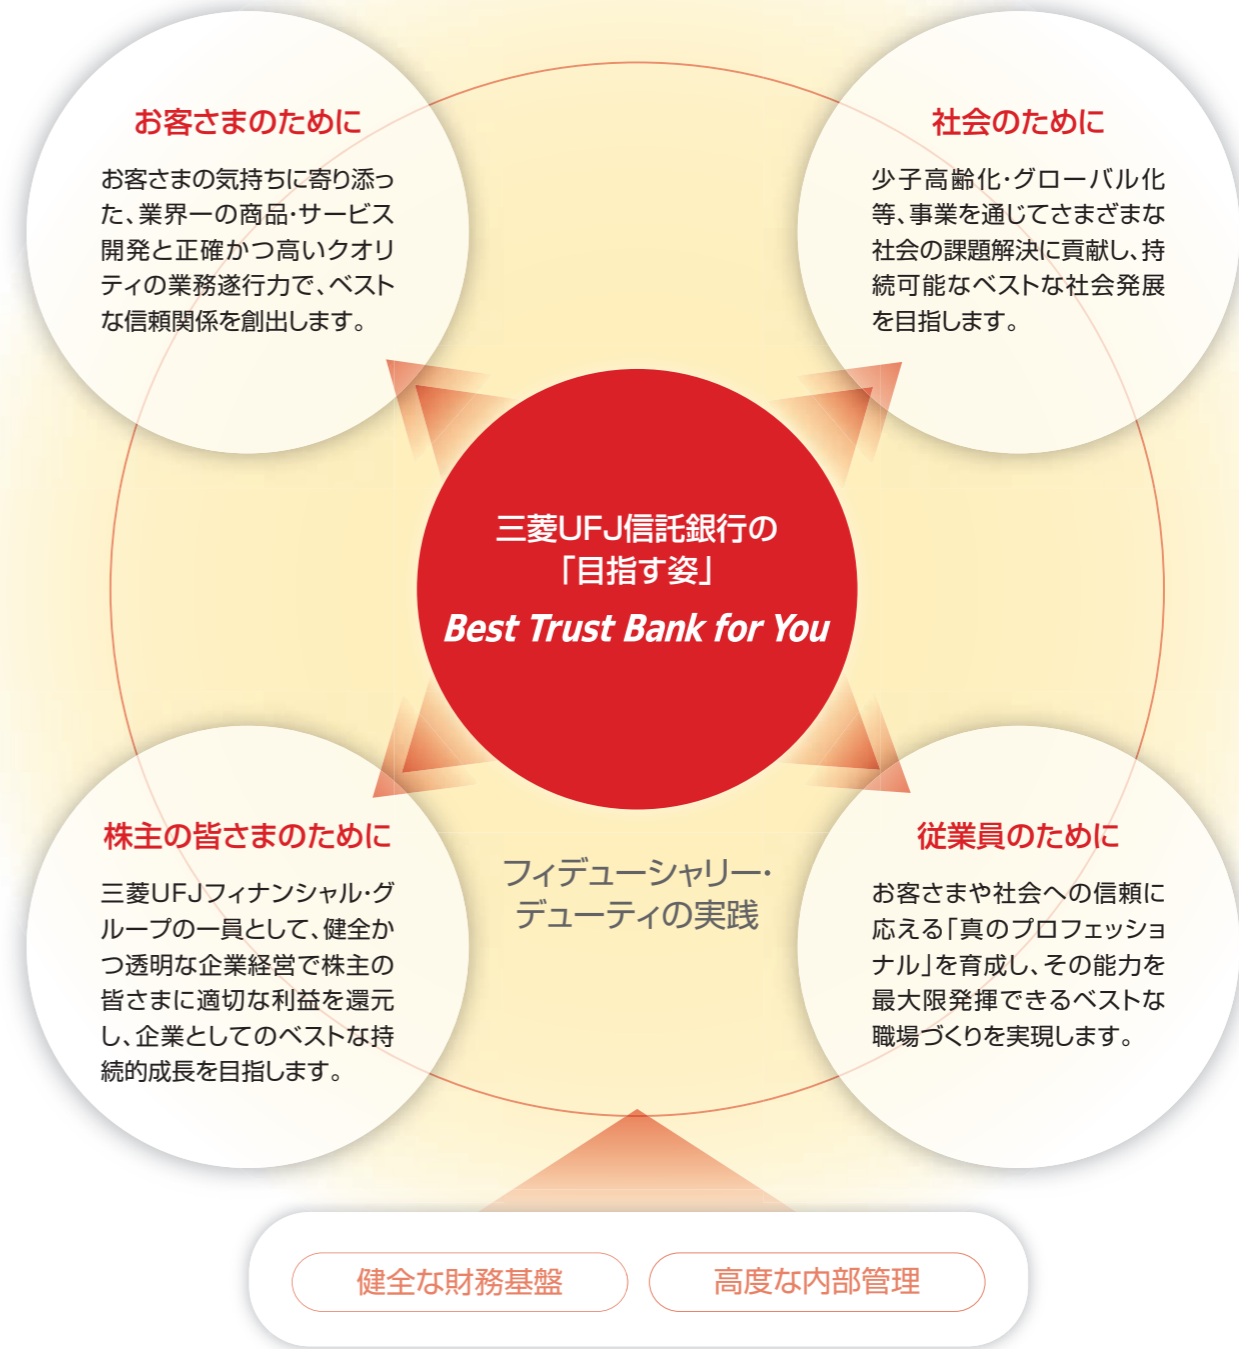 お客さまのために
お客さまの気持ちに寄り添っ
た、業界一の商品・サービス
開発と正確かつ高いクオリ
ティの業務遂行力で、ベスト
な信頼関係を創出します。
社会のために
少子高齢化・グローバル化
等、事業を通じてさまざまな
社会の課題解決に貢献し、持
続可能なベストな社会発展
を目指します。
三菱UFJ信託銀行の
「目指す姿」
Best Trust Bank for You
株主の皆さまのために
三菱UFJフィナンシャル・グ
ループの一員として、健全か
つ透明な企業経営で株主の
皆さまに適切な利益を還元
し、企業としてのベストな持
続的成長を目指します。
フィデューシャリー・
デューティの実践
従業員のために
お客さまや社会への信頼に
応える「真のプロフェッショ
ナル」を育成し、その能力を
最大限発揮できるベストな
職場づくりを実現します。
健全な財務基盤
高度な内部管理